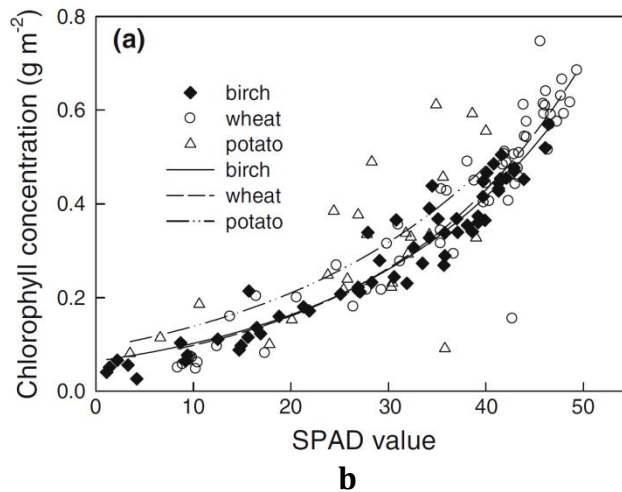 (a)
Chlorophyll concentration (g m⁻²)
0.8
0.6
0.4
0.2
0.0
birch
wheat
potato
birch
wheat
potato
0 10 20 30 40 50
SPAD value
b